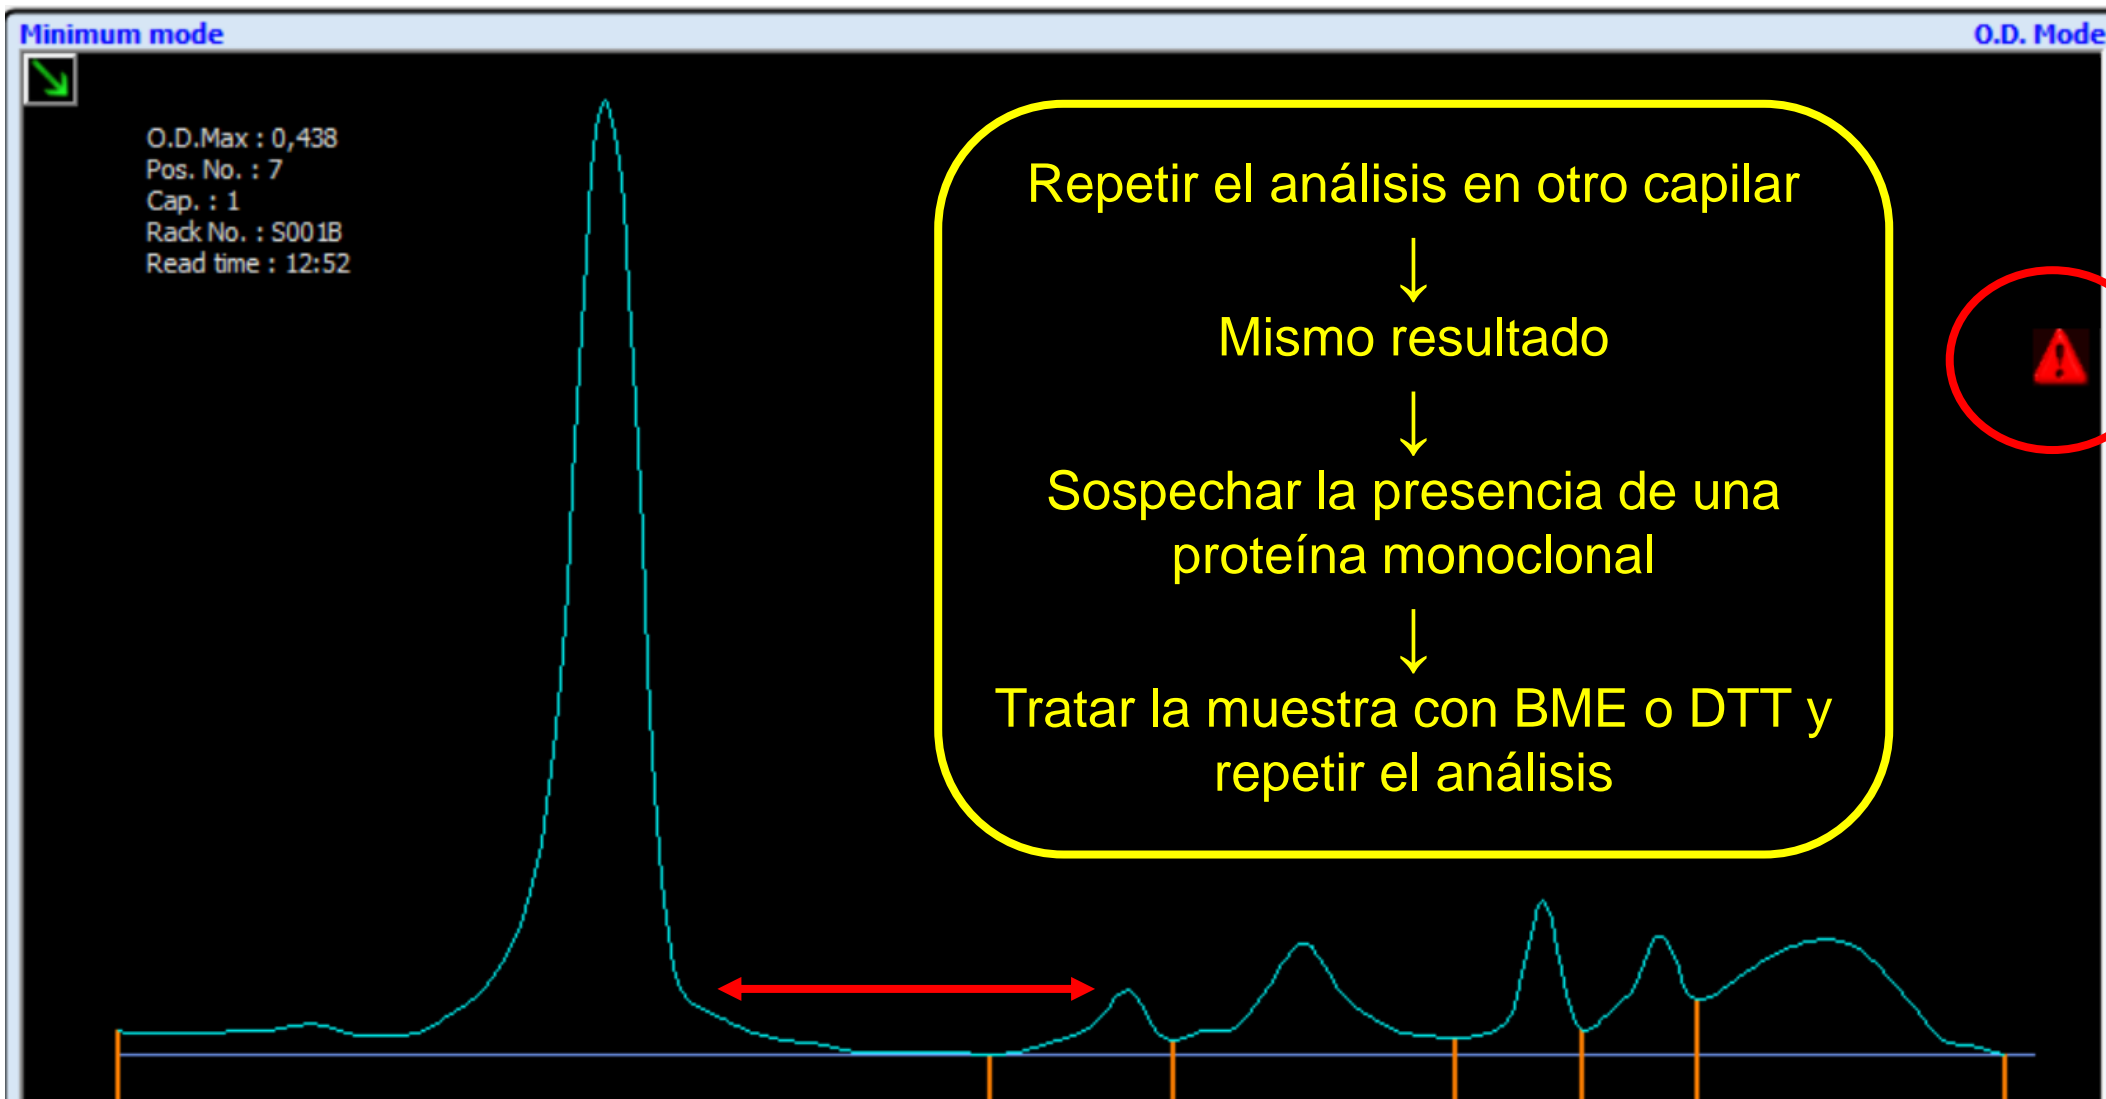 Minimum mode
O.D. Mode
O.D.Max : 0,438
Pos. No. : 7
Cap. : 1
Rack No. : S001B
Read time : 12:52
Repetir el análisis en otro capilar
↓
Mismo resultado
↓
Sospechar la presencia de una
proteína monoclonal
↓
Tratar la muestra con BME o DTT y
repetir el análisis